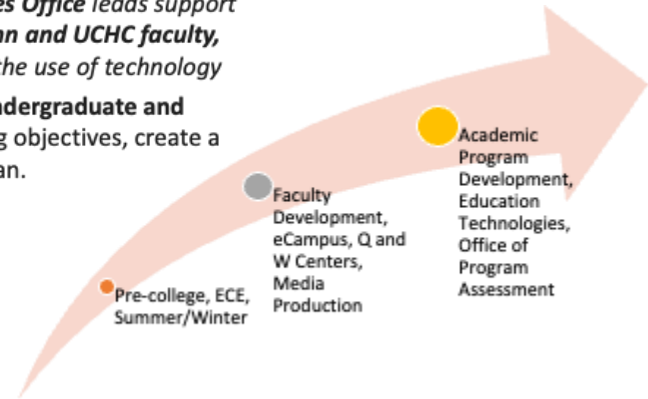 es Office leads support
nn and UCHC faculty,
the use of technology
ndergraduate and
g objectives, create a
an.
Academic
Program
Development,
Education
Technologies,
Office of
Program
Assessment
Faculty
Development,
eCampus, Q and
W Centers,
Media
Production
Pre-college, ECE,
Summer/Winter